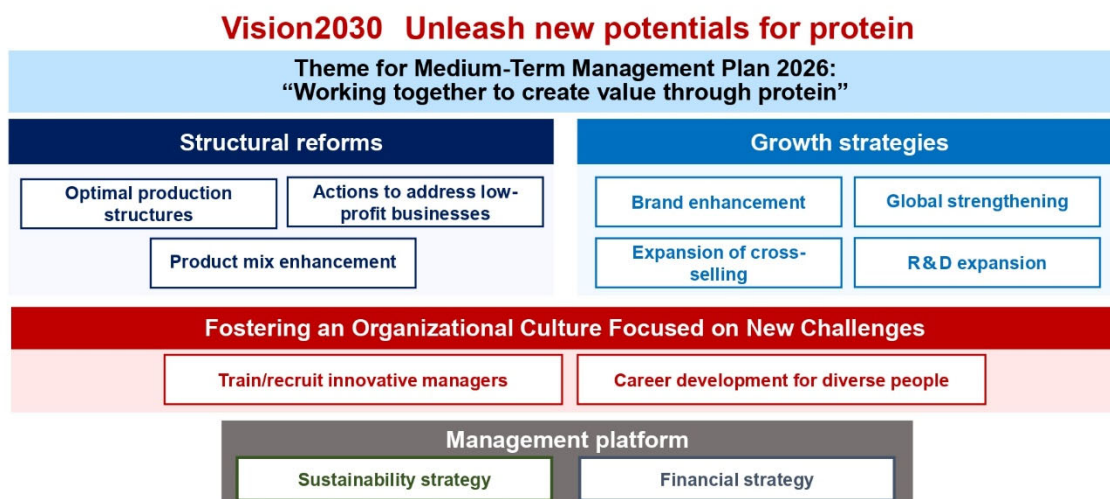 Vision2030 Unleash new potentials for protein
Theme for Medium-Term Management Plan 2026:
“Working together to create value through protein”
Structural reforms
Optimal production
structures
Actions to address low-
profit businesses
Product mix enhancement
Growth strategies
Brand enhancement
Global strengthening
Expansion of cross-
selling
R&D expansion
Fostering an Organizational Culture Focused on New Challenges
Train/recruit innovative managers
Career development for diverse people
Management platform
Sustainability strategy
Financial strategy